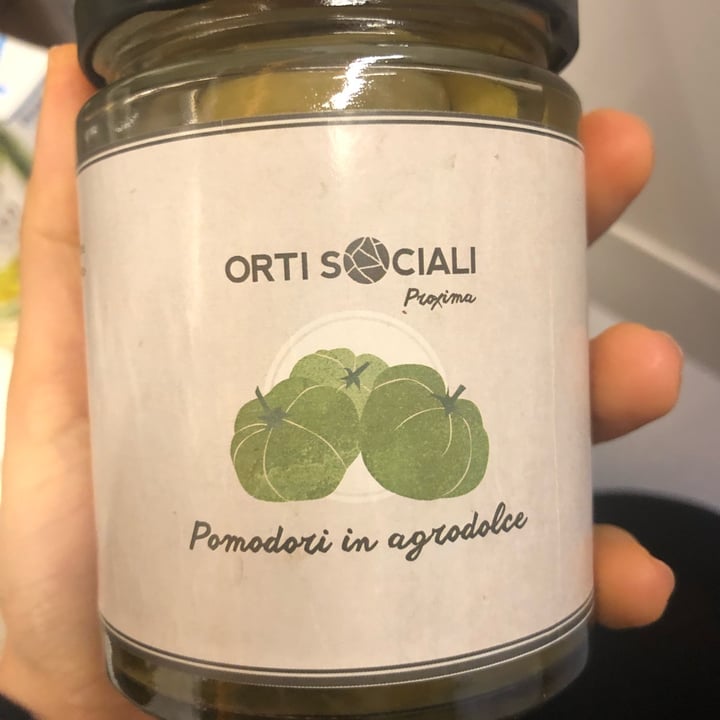 ORTI SOCIALI
Proxima
Pomodori in agrodolce